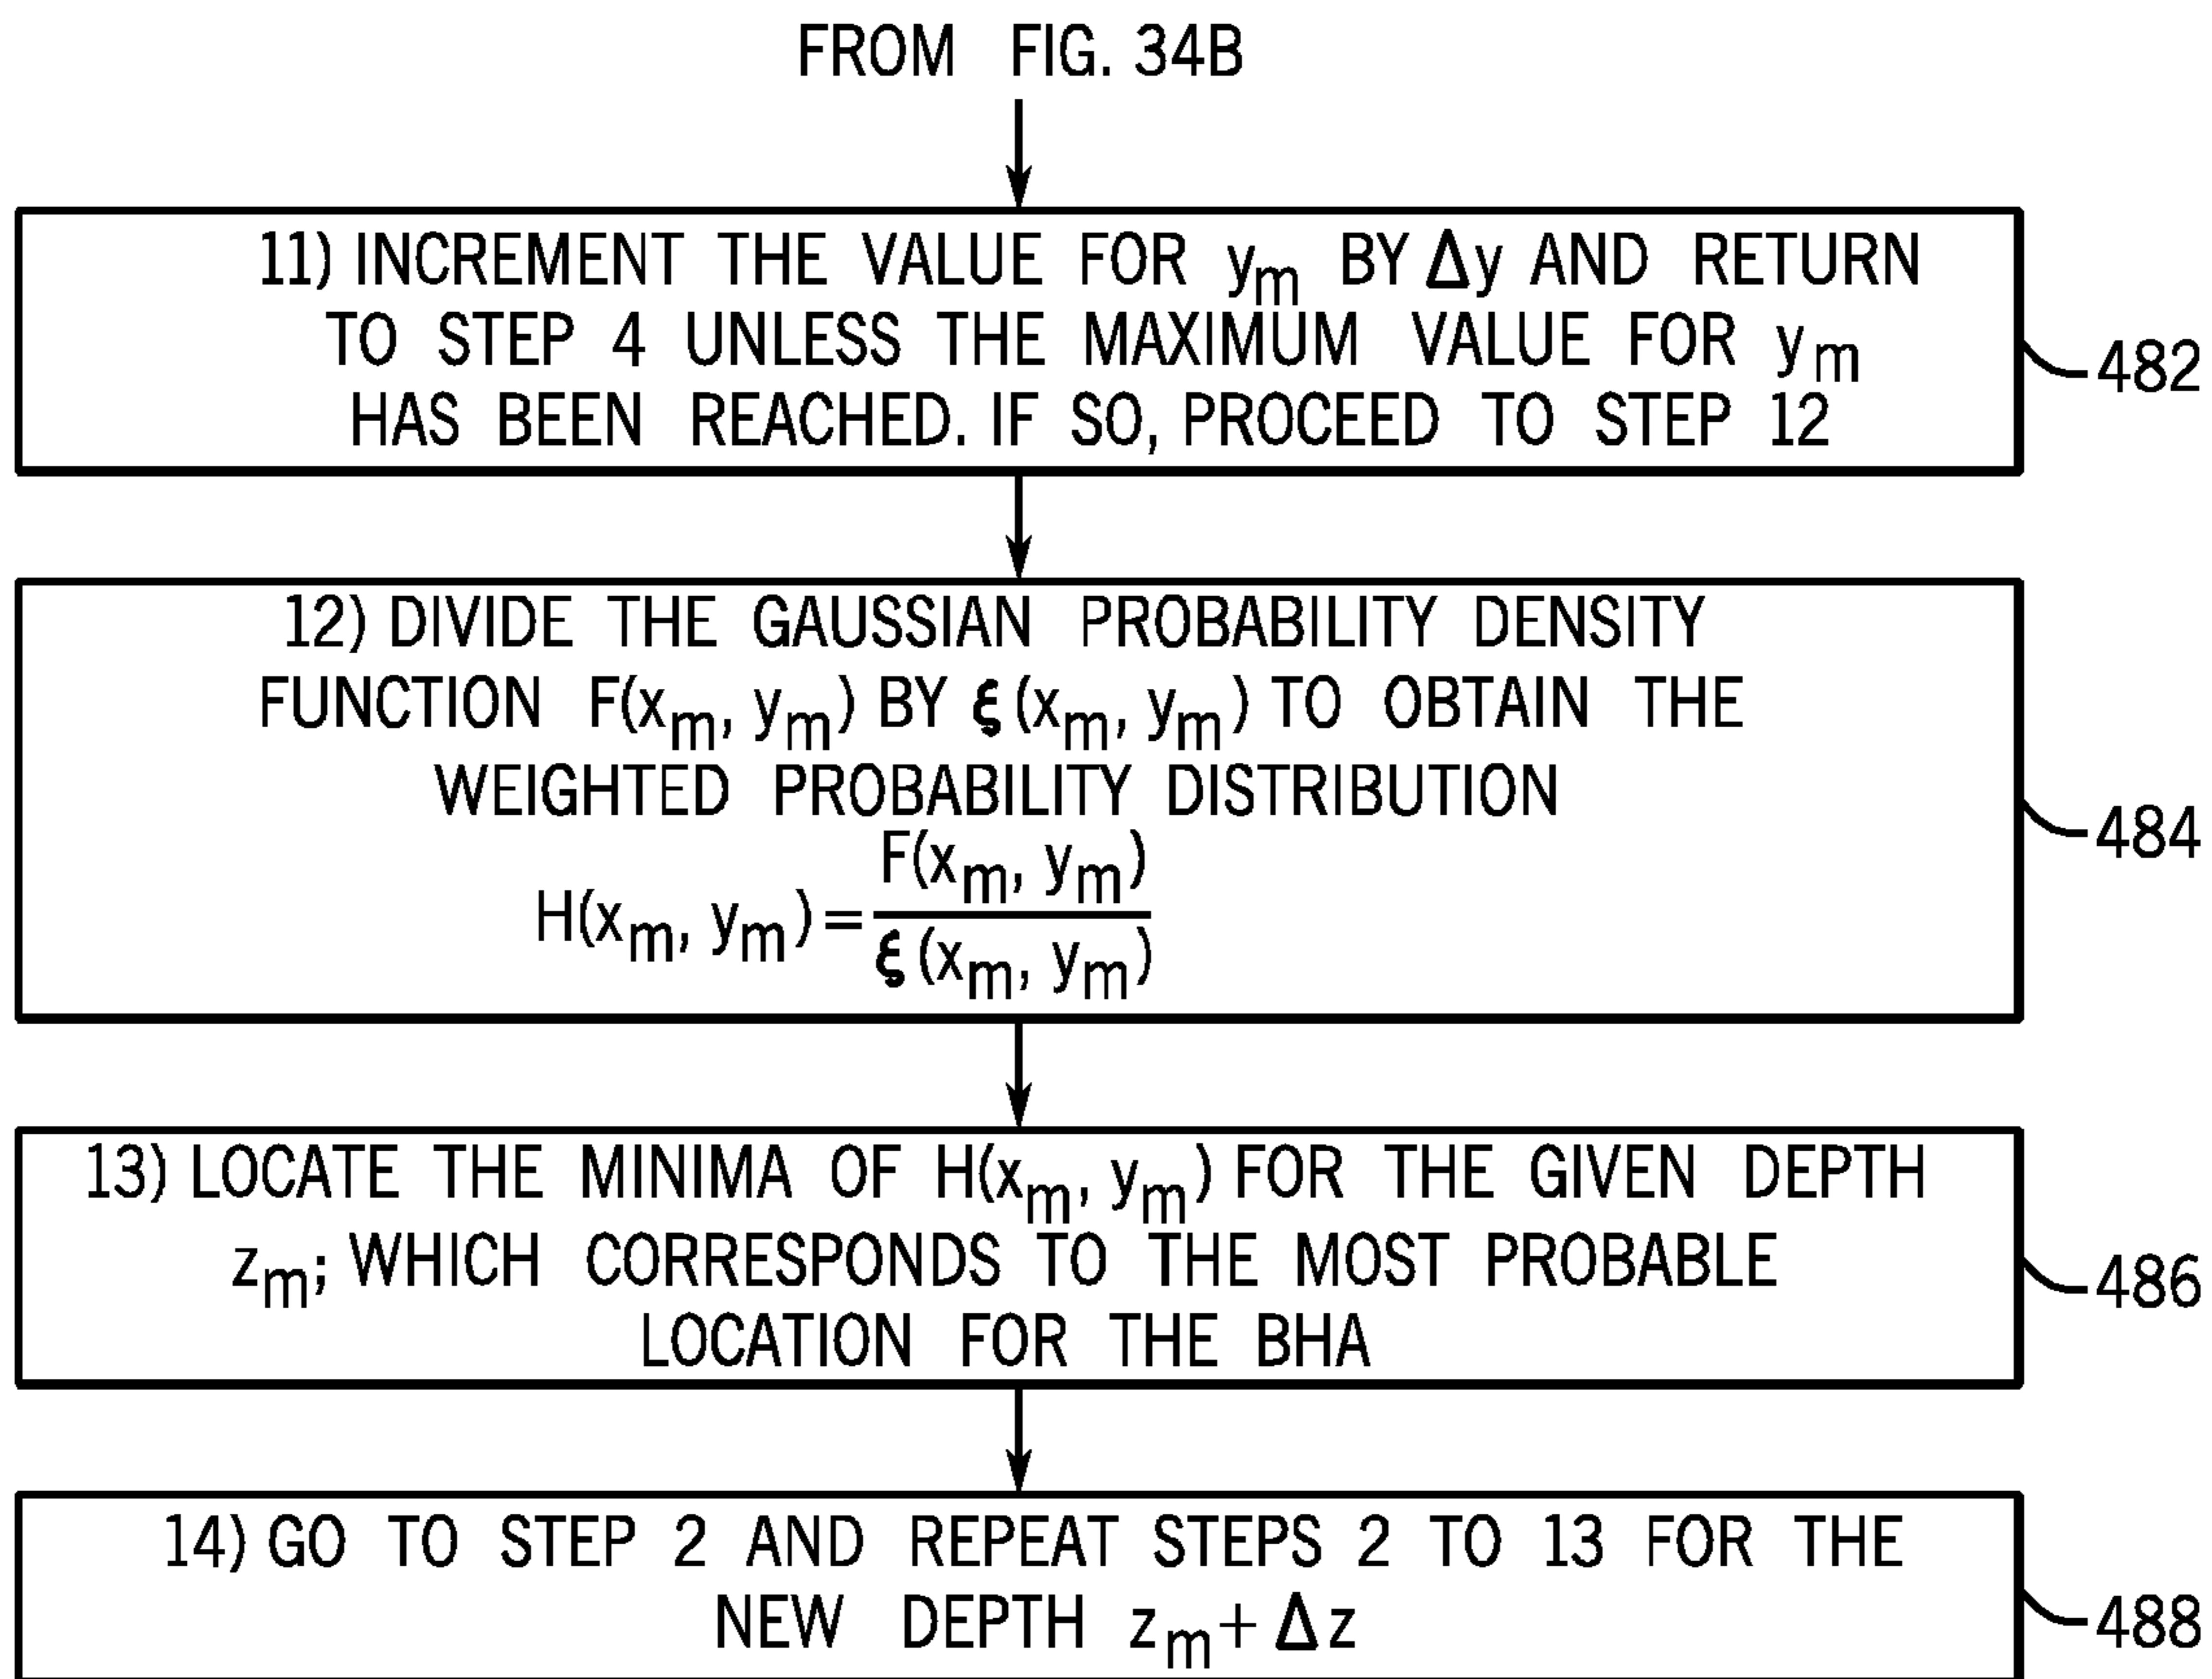 FROM FIG. 34B
11) INCREMENT THE VALUE FOR yₘ BY Δy AND RETURN
TO STEP 4 UNLESS THE MAXIMUM VALUE FOR yₘ
HAS BEEN REACHED. IF SO, PROCEED TO STEP 12
482
12) DIVIDE THE GAUSSIAN PROBABILITY DENSITY
FUNCTION F(xₘ, yₘ) BY ξ(xₘ, yₘ) TO OBTAIN THE
WEIGHTED PROBABILITY DISTRIBUTION
H(xₘ, yₘ) = F(xₘ, yₘ) / ξ(xₘ, yₘ)
484
13) LOCATE THE MINIMA OF H(xₘ, yₘ) FOR THE GIVEN DEPTH
zₘ; WHICH CORRESPONDS TO THE MOST PROBABLE
LOCATION FOR THE BHA
486
14) GO TO STEP 2 AND REPEAT STEPS 2 TO 13 FOR THE
NEW DEPTH zₘ + Δz
488